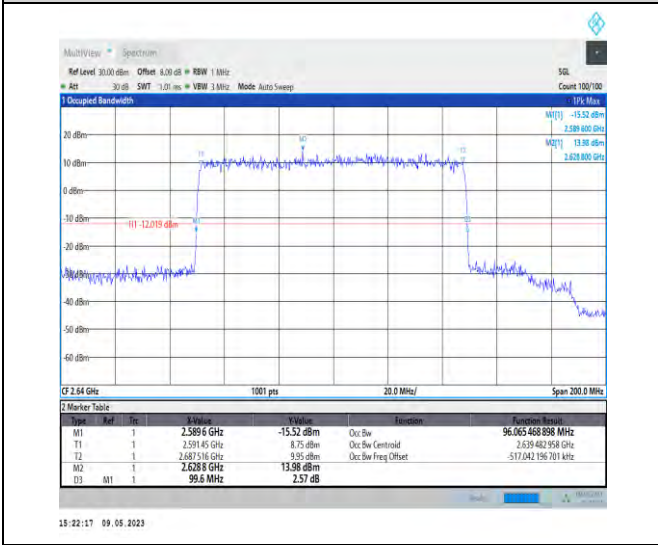 MultiView Spectrum
Ref Level 30.00 dBm Offset 8.00 dB RBW 1 MHz SGL
Att 30 dB SWT 1.01 ms VBW 3 MHz Mode Auto Sweep Count 100/100
1 Occupied Bandwidth 1Pk Max
M1[1] -15.52 dBm
2.589 600 GHz
M2[1] 13.98 dBm
2.628 800 GHz
20 dBm
M2
T1
10 dBm
0 dBm
-10 dBm
H1 -12.019 dBm
M1
-20 dBm
-30 dBm
-40 dBm
-50 dBm
-60 dBm
CF 2.64 GHz 1001 pts 20.0 MHz/ Span 200.0 MHz
2 Marker Table
Type Ref Trc X-Value Y-Value Function Function Result
M1 1 2.589 6 GHz -15.52 dBm Occ Bw 96.065 468 898 MHz
T1 1 2.591 45 GHz 8.75 dBm Occ Bw Centroid 2.639 482 958 GHz
T2 1 2.687 516 GHz 9.95 dBm Occ Bw Freq Offset -517.042 196 701 kHz
M2 1 2.628 8 GHz 13.98 dBm
D3 M1 1 99.6 MHz 2.57 dB
15:22:17 09.05.2023